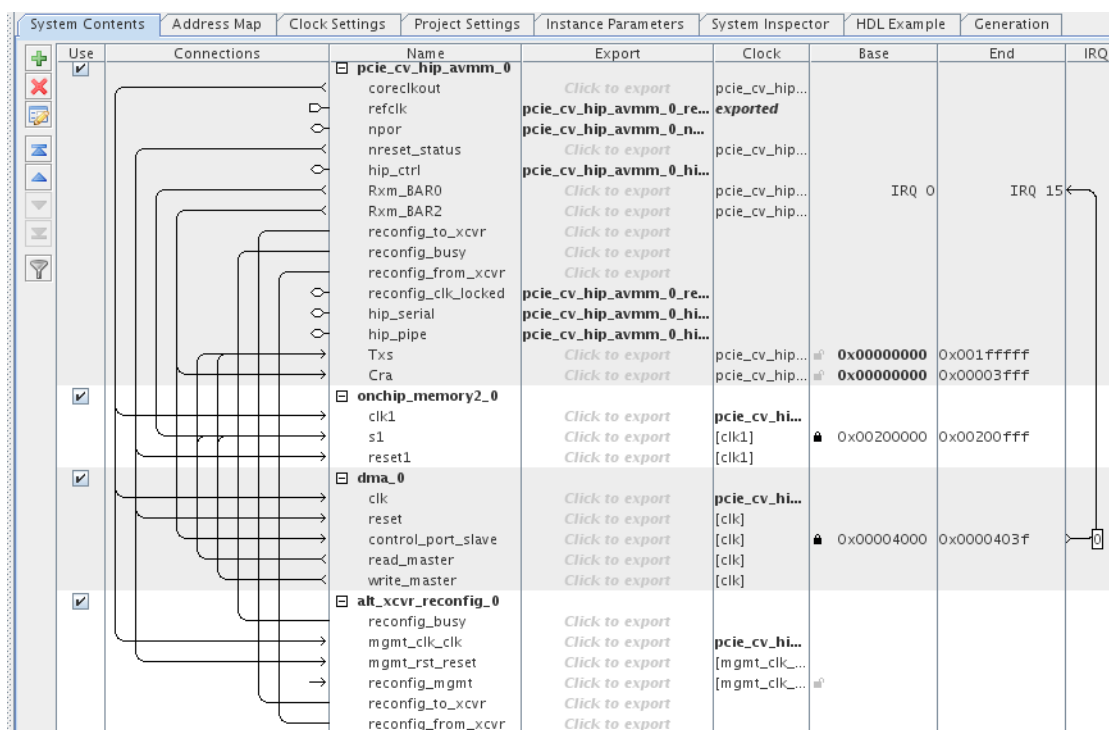 System Contents Address Map Clock Settings Project Settings Instance Parameters System Inspector HDL Example Generation
Use Connections Name Export Clock Base End IRQ
pcie_cv_hip_avmm_0
coreclkout Click to export pcie_cv_hip...
refclk pcie_cv_hip_avmm_0_re... exported
npor pcie_cv_hip_avmm_0_n...
nreset_status Click to export pcie_cv_hip...
hip_ctrl pcie_cv_hip_avmm_0_hi...
Rxm_BAR0 Click to export pcie_cv_hip... IRQ 0 IRQ 15
Rxm_BAR2 Click to export pcie_cv_hip...
reconfig_to_xcvr Click to export
reconfig_busy Click to export
reconfig_from_xcvr Click to export
reconfig_clk_locked pcie_cv_hip_avmm_0_re...
hip_serial pcie_cv_hip_avmm_0_hi...
hip_pipe pcie_cv_hip_avmm_0_hi...
Txs Click to export pcie_cv_hip... 0x00000000 0x001fffff
Cra Click to export pcie_cv_hip... 0x00000000 0x00003fff
onchip_memory2_0
clk1 Click to export pcie_cv_hi...
s1 Click to export [clk1] 0x00200000 0x00200fff
reset1 Click to export [clk1]
dma_0
clk Click to export pcie_cv_hi...
reset Click to export [clk]
control_port_slave Click to export [clk] 0x00004000 0x0000403f 0
read_master Click to export [clk]
write_master Click to export [clk]
alt_xcvr_reconfig_0
reconfig_busy Click to export
mgmt_clk_clk Click to export pcie_cv_hi...
mgmt_rst_reset Click to export [mgmt_clk_...
reconfig_mgmt Click to export [mgmt_clk_...
reconfig_to_xcvr Click to export
reconfig_from_xcvr Click to export